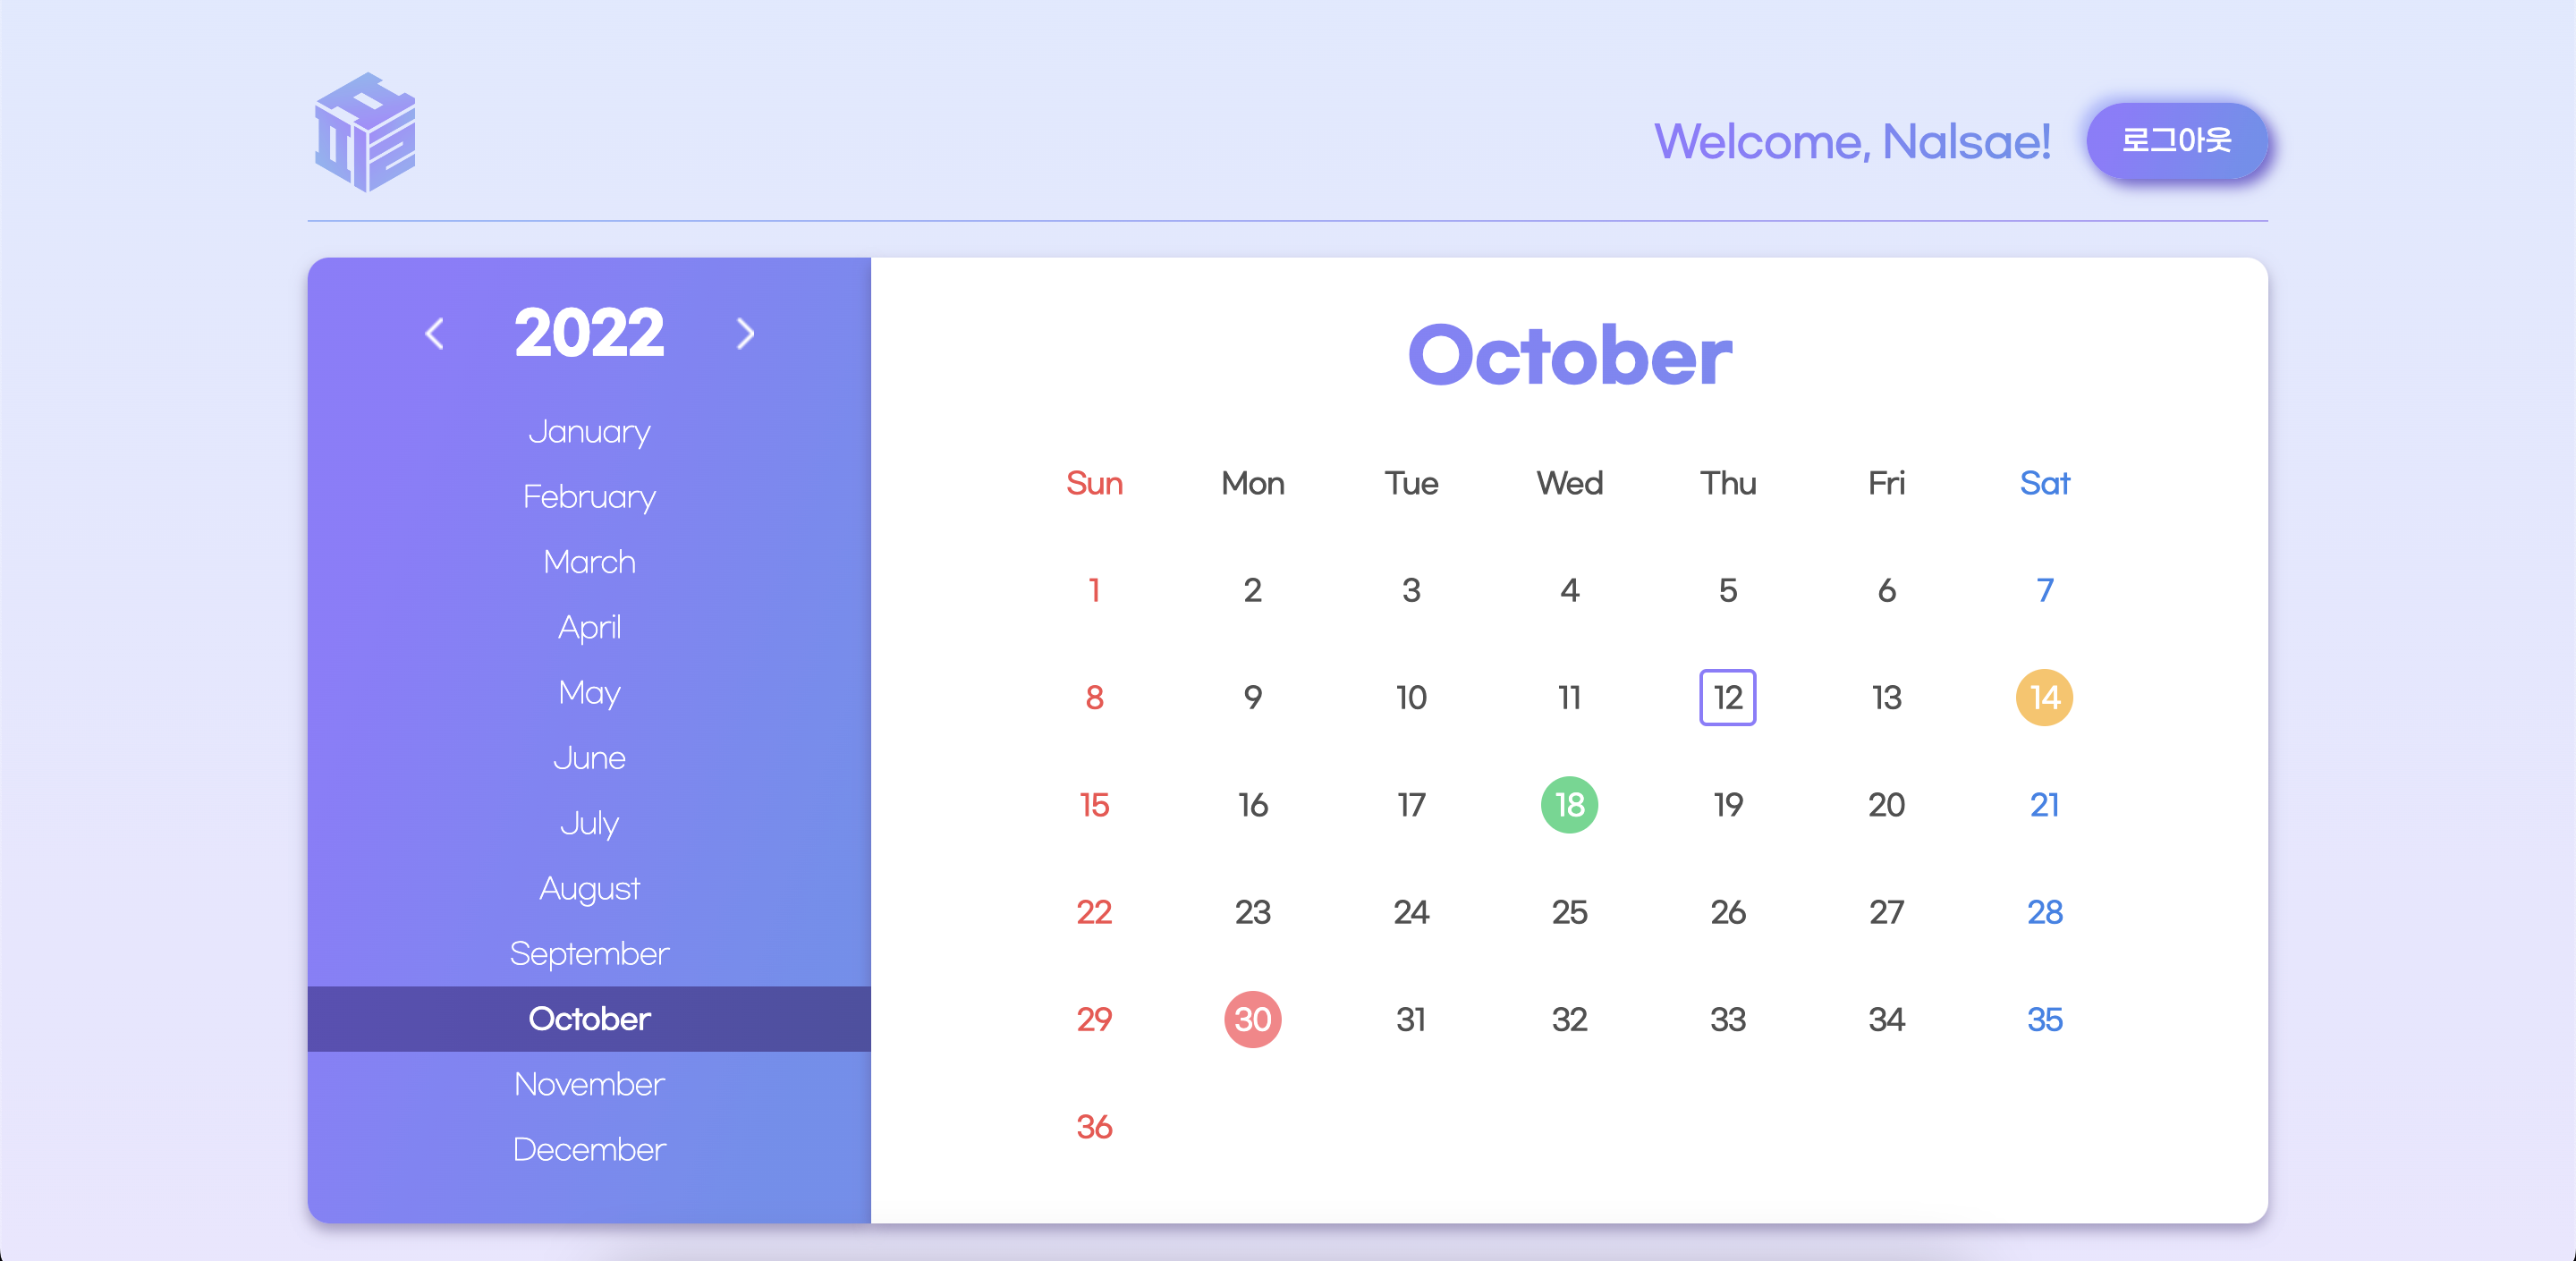 Welcome, Nalsae!
로그아웃
2022
January
February
March
April
May
June
July
August
September
October
November
December
October
Sun Mon Tue Wed Thu Fri Sat
1 2 3 4 5 6 7
8 9 10 11 12 13 14
15 16 17 18 19 20 21
22 23 24 25 26 27 28
29 30 31 32 33 34 35
36